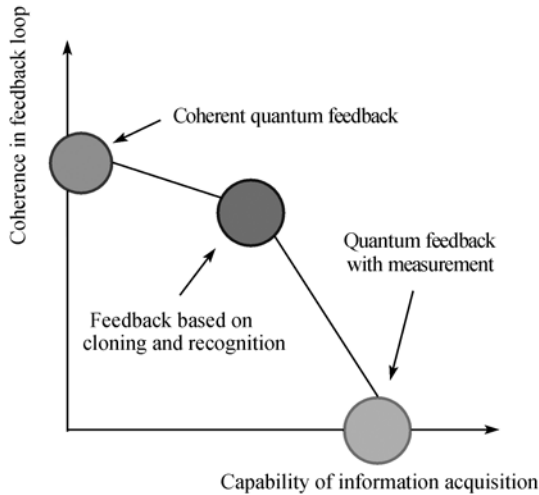 Coherence in feedback loop
Coherent quantum feedback
Quantum feedback
with measurement
Feedback based on
cloning and recognition
Capability of information acquisition